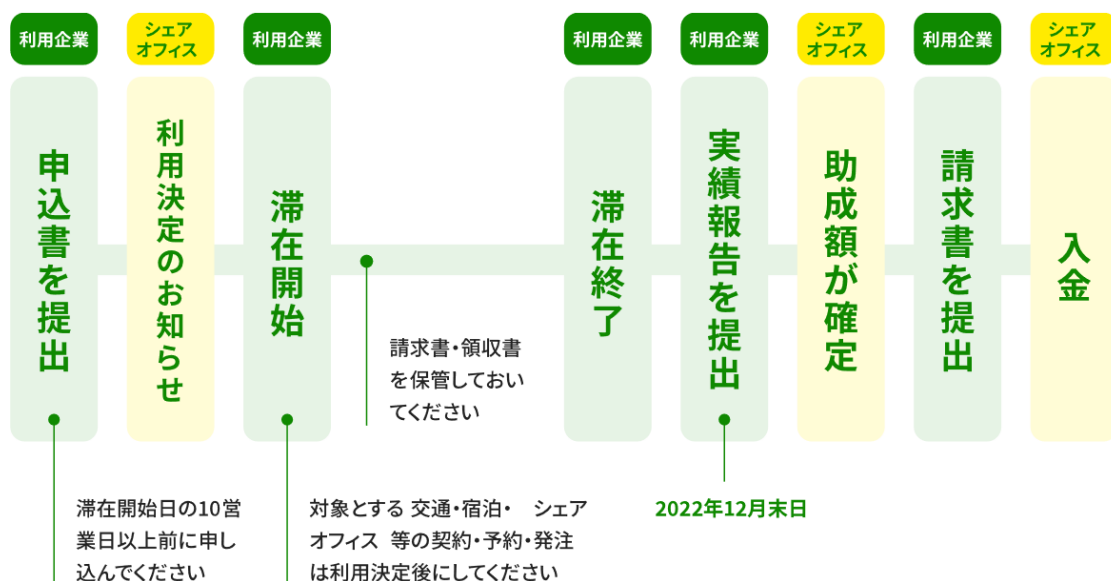 利用企業
シェア
オフィス
利用企業
利用企業
利用企業
シェア
オフィス
利用企業
シェア
オフィス
申込書を提出
利用決定のお知らせ
滞在開始
滞在終了
実績報告を提出
助成額が確定
請求書を提出
入金
請求書・領収書
を保管しておい
てください
滞在開始日の10営
業日以上前に申し
込んでください
対象とする 交通・宿泊・ シェア
オフィス 等の契約・予約・発注
は利用決定後にしてください
2022年12月末日